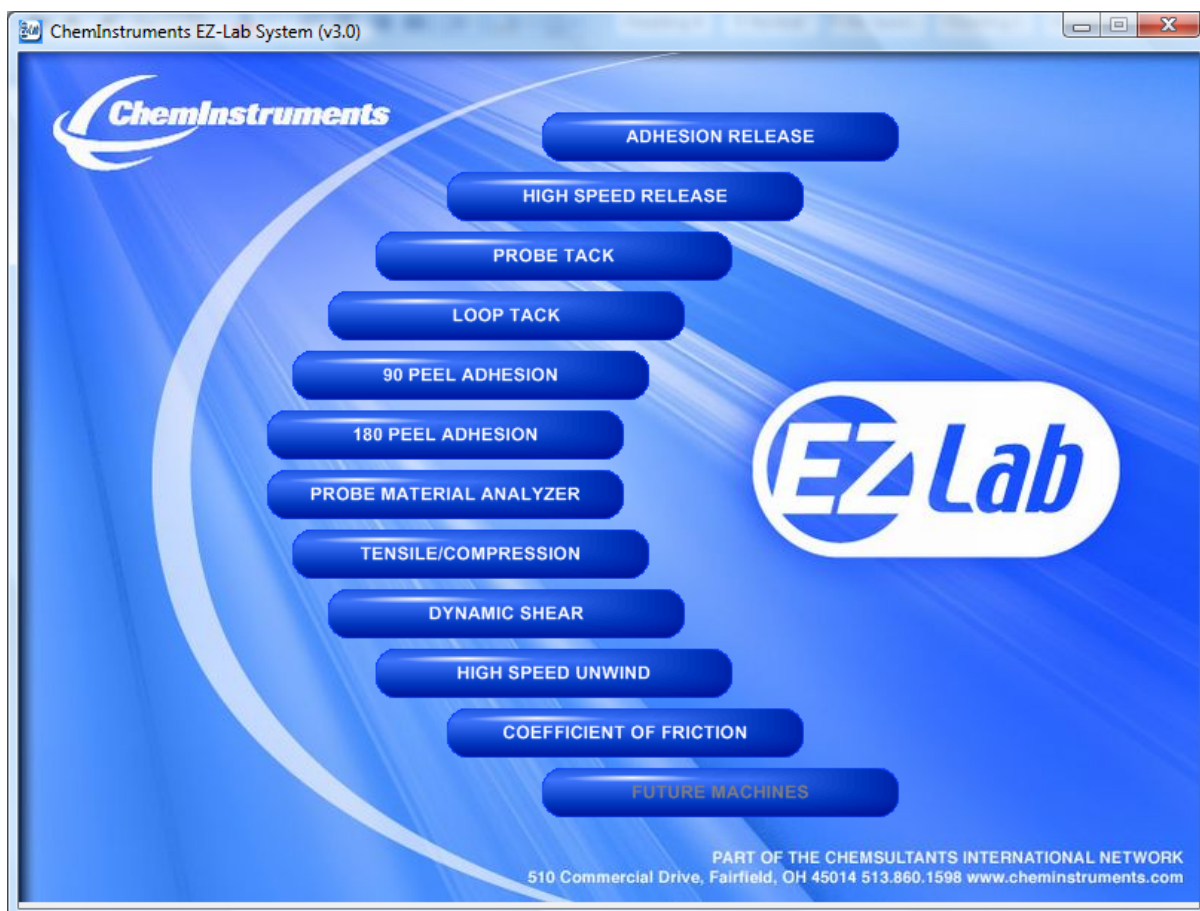 ChemInstruments EZ-Lab System (v3.0)
ChemInstruments
ADHESION RELEASE
HIGH SPEED RELEASE
PROBE TACK
LOOP TACK
90 PEEL ADHESION
180 PEEL ADHESION
PROBE MATERIAL ANALYZER
TENSILE/COMPRESSION
DYNAMIC SHEAR
HIGH SPEED UNWIND
COEFFICIENT OF FRICTION
FUTURE MACHINES
EZ Lab
PART OF THE CHEMSULTANTS INTERNATIONAL NETWORK
510 Commercial Drive, Fairfield, OH 45014 513.860.1598 www.cheminstruments.com